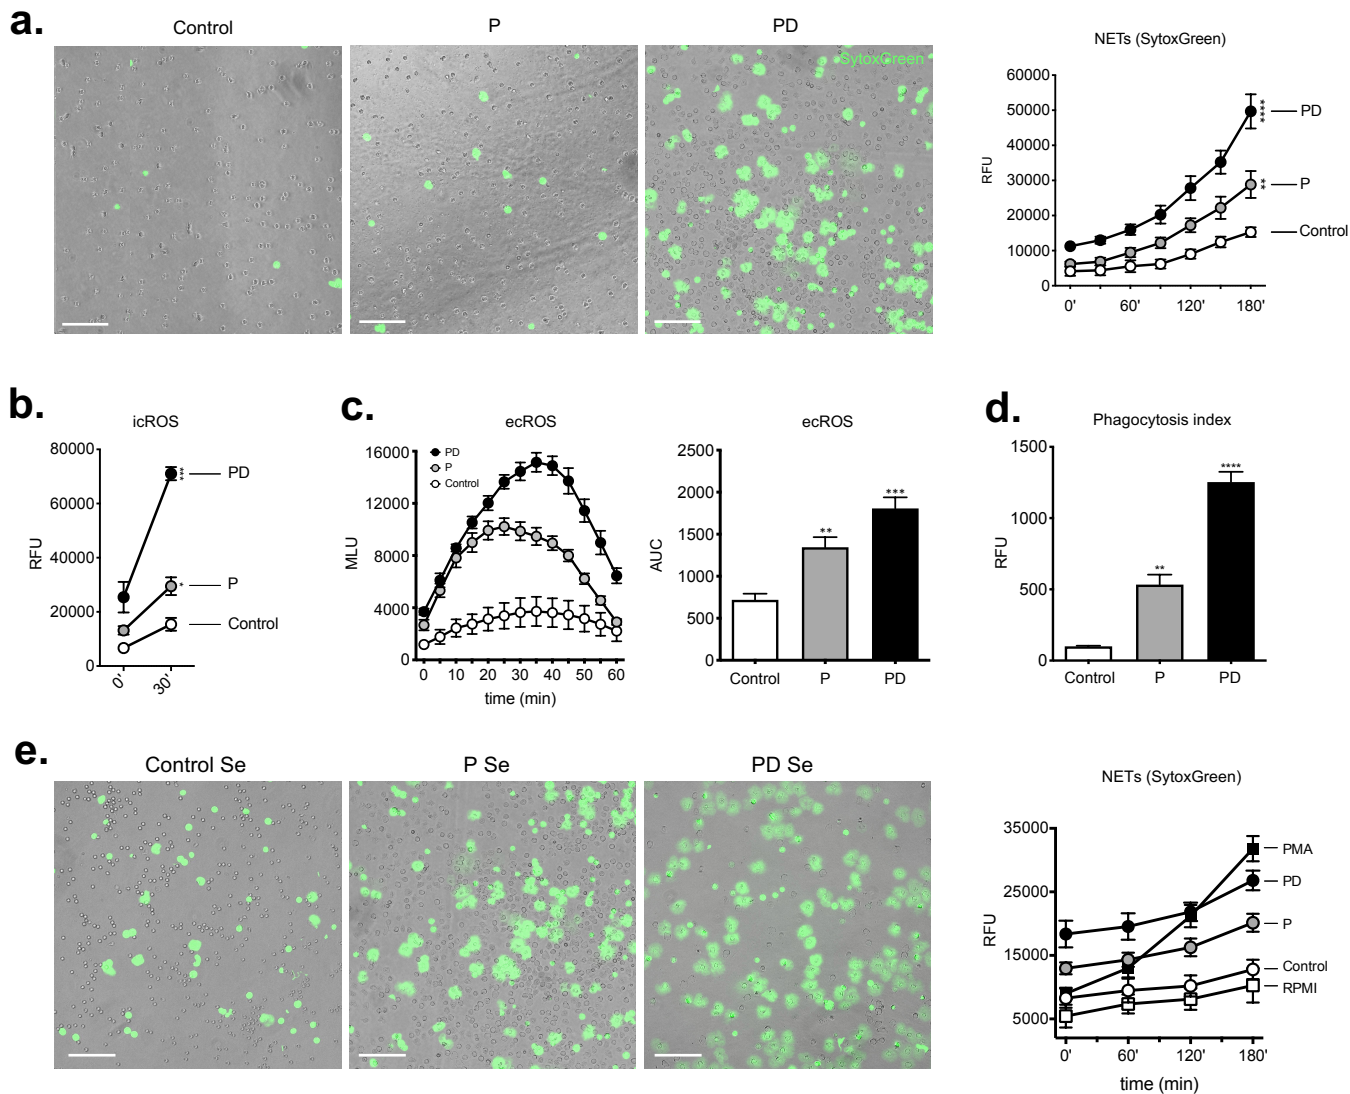 a.
Control
P
PD
SytoxGreen
NETs (SytoxGreen)
60000
50000
40000
30000
20000
10000
0
RFU
0'
60'
120'
180'
****
PD
**
P
Control
b.
icROS
80000
60000
40000
20000
0
RFU
0'
30'
***
PD
*
P
Control
c.
ecROS
16000
12000
8000
4000
0
MLU
PD
P
Control
0 10 20 30 40 50 60
time (min)
ecROS
2500
2000
1500
1000
500
0
AUC
**
***
Control P PD
d.
Phagocytosis index
1500
1000
500
0
RFU
**
****
Control P PD
e.
Control Se
P Se
PD Se
NETs (SytoxGreen)
35000
25000
15000
5000
RFU
PMA
PD
P
Control
RPMI
0' 60' 120' 180'
time (min)